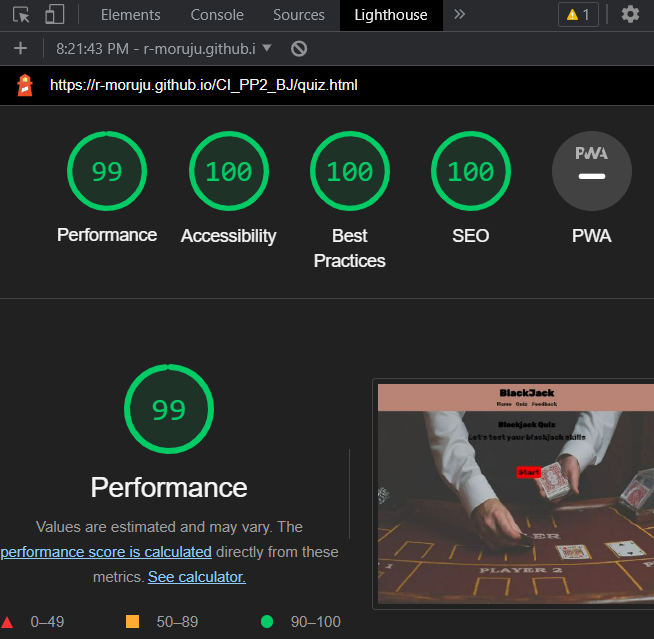 Elements Console Sources Lighthouse » 1
+ 8:21:43 PM - r-moruju.github.i
https://r-moruju.github.io/CI_PP2_BJ/quiz.html
99 100 100 100 PWA
Performance Accessibility Best Practices SEO PWA
99
BlackJack
Home Quiz Feedback
Blackjack Quiz
Let's test your blackjack skills
Start
ER
PLAYER 2
Performance
Values are estimated and may vary. The
performance score is calculated directly from these
metrics. See calculator.
0–49 50–89 90–100